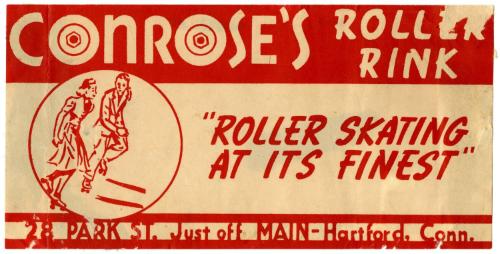 CONROSE'S ROLLER RINK
"ROLLER SKATING
AT ITS FINEST"
28 PARK ST. Just off MAIN-Hartford, Conn.